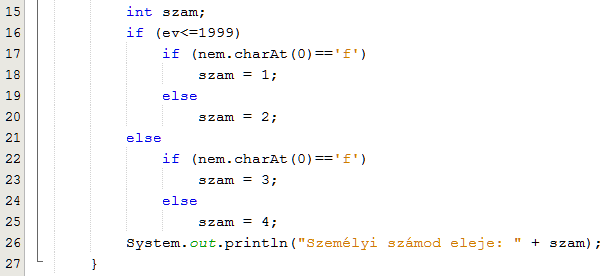 15 int szam;
16 if (ev<=1999)
17 if (nem.charAt(0)=='f')
18 szam = 1;
19 else
20 szam = 2;
21 else
22 if (nem.charAt(0)=='f')
23 szam = 3;
24 else
25 szam = 4;
26 System.out.println("Személyi számod eleje: " + szam);
27 }